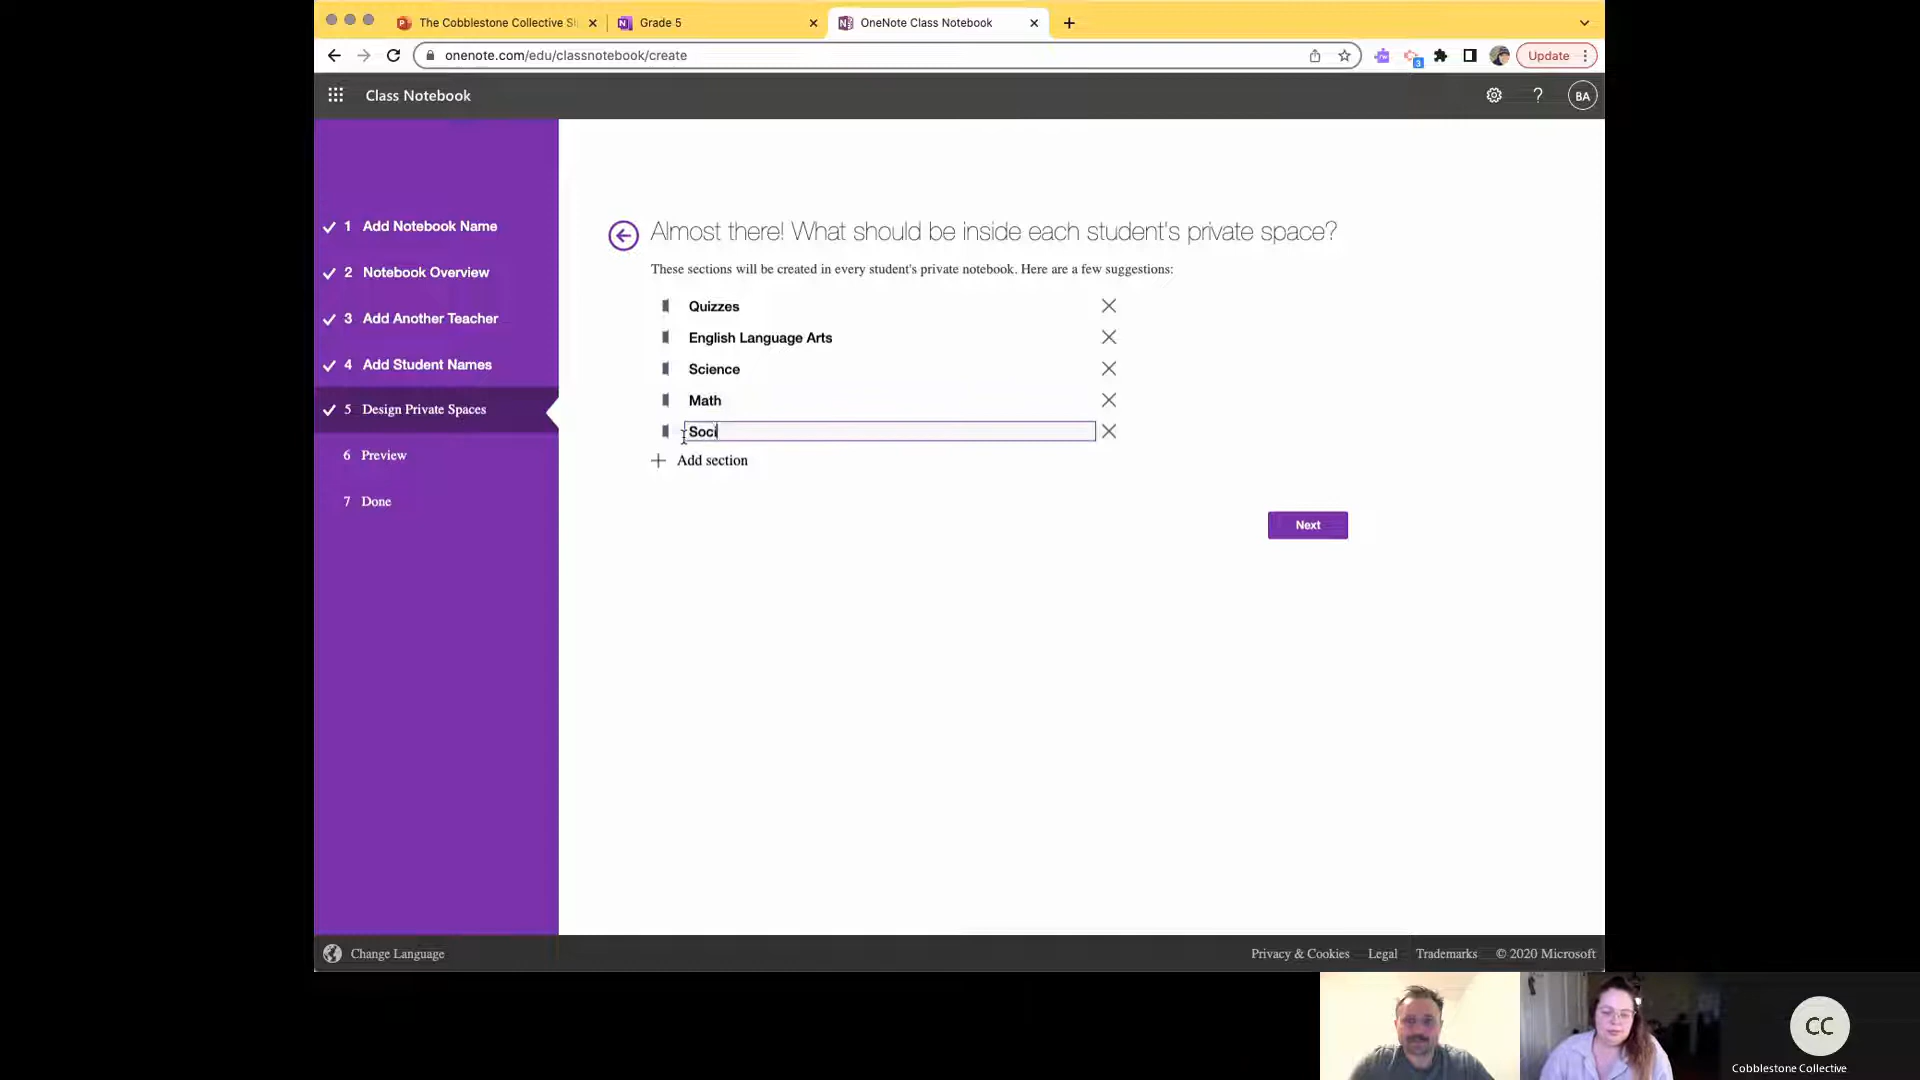 The Cobblestone Collective Sl
Grade 5
OneNote Class Notebook
onenote.com/edu/classnotebook/create
3
Update
Class Notebook
?
BA
1 Add Notebook Name
2 Notebook Overview
3 Add Another Teacher
4 Add Student Names
5 Design Private Spaces
6 Preview
7 Done
Almost there! What should be inside each student's private space?
These sections will be created in every student's private notebook. Here are a few suggestions:
Quizzes
English Language Arts
Science
Math
Soci
Add section
Next
Change Language
Privacy & Cookies Legal Trademarks © 2020 Microsoft
CC
Cobblestone Collective